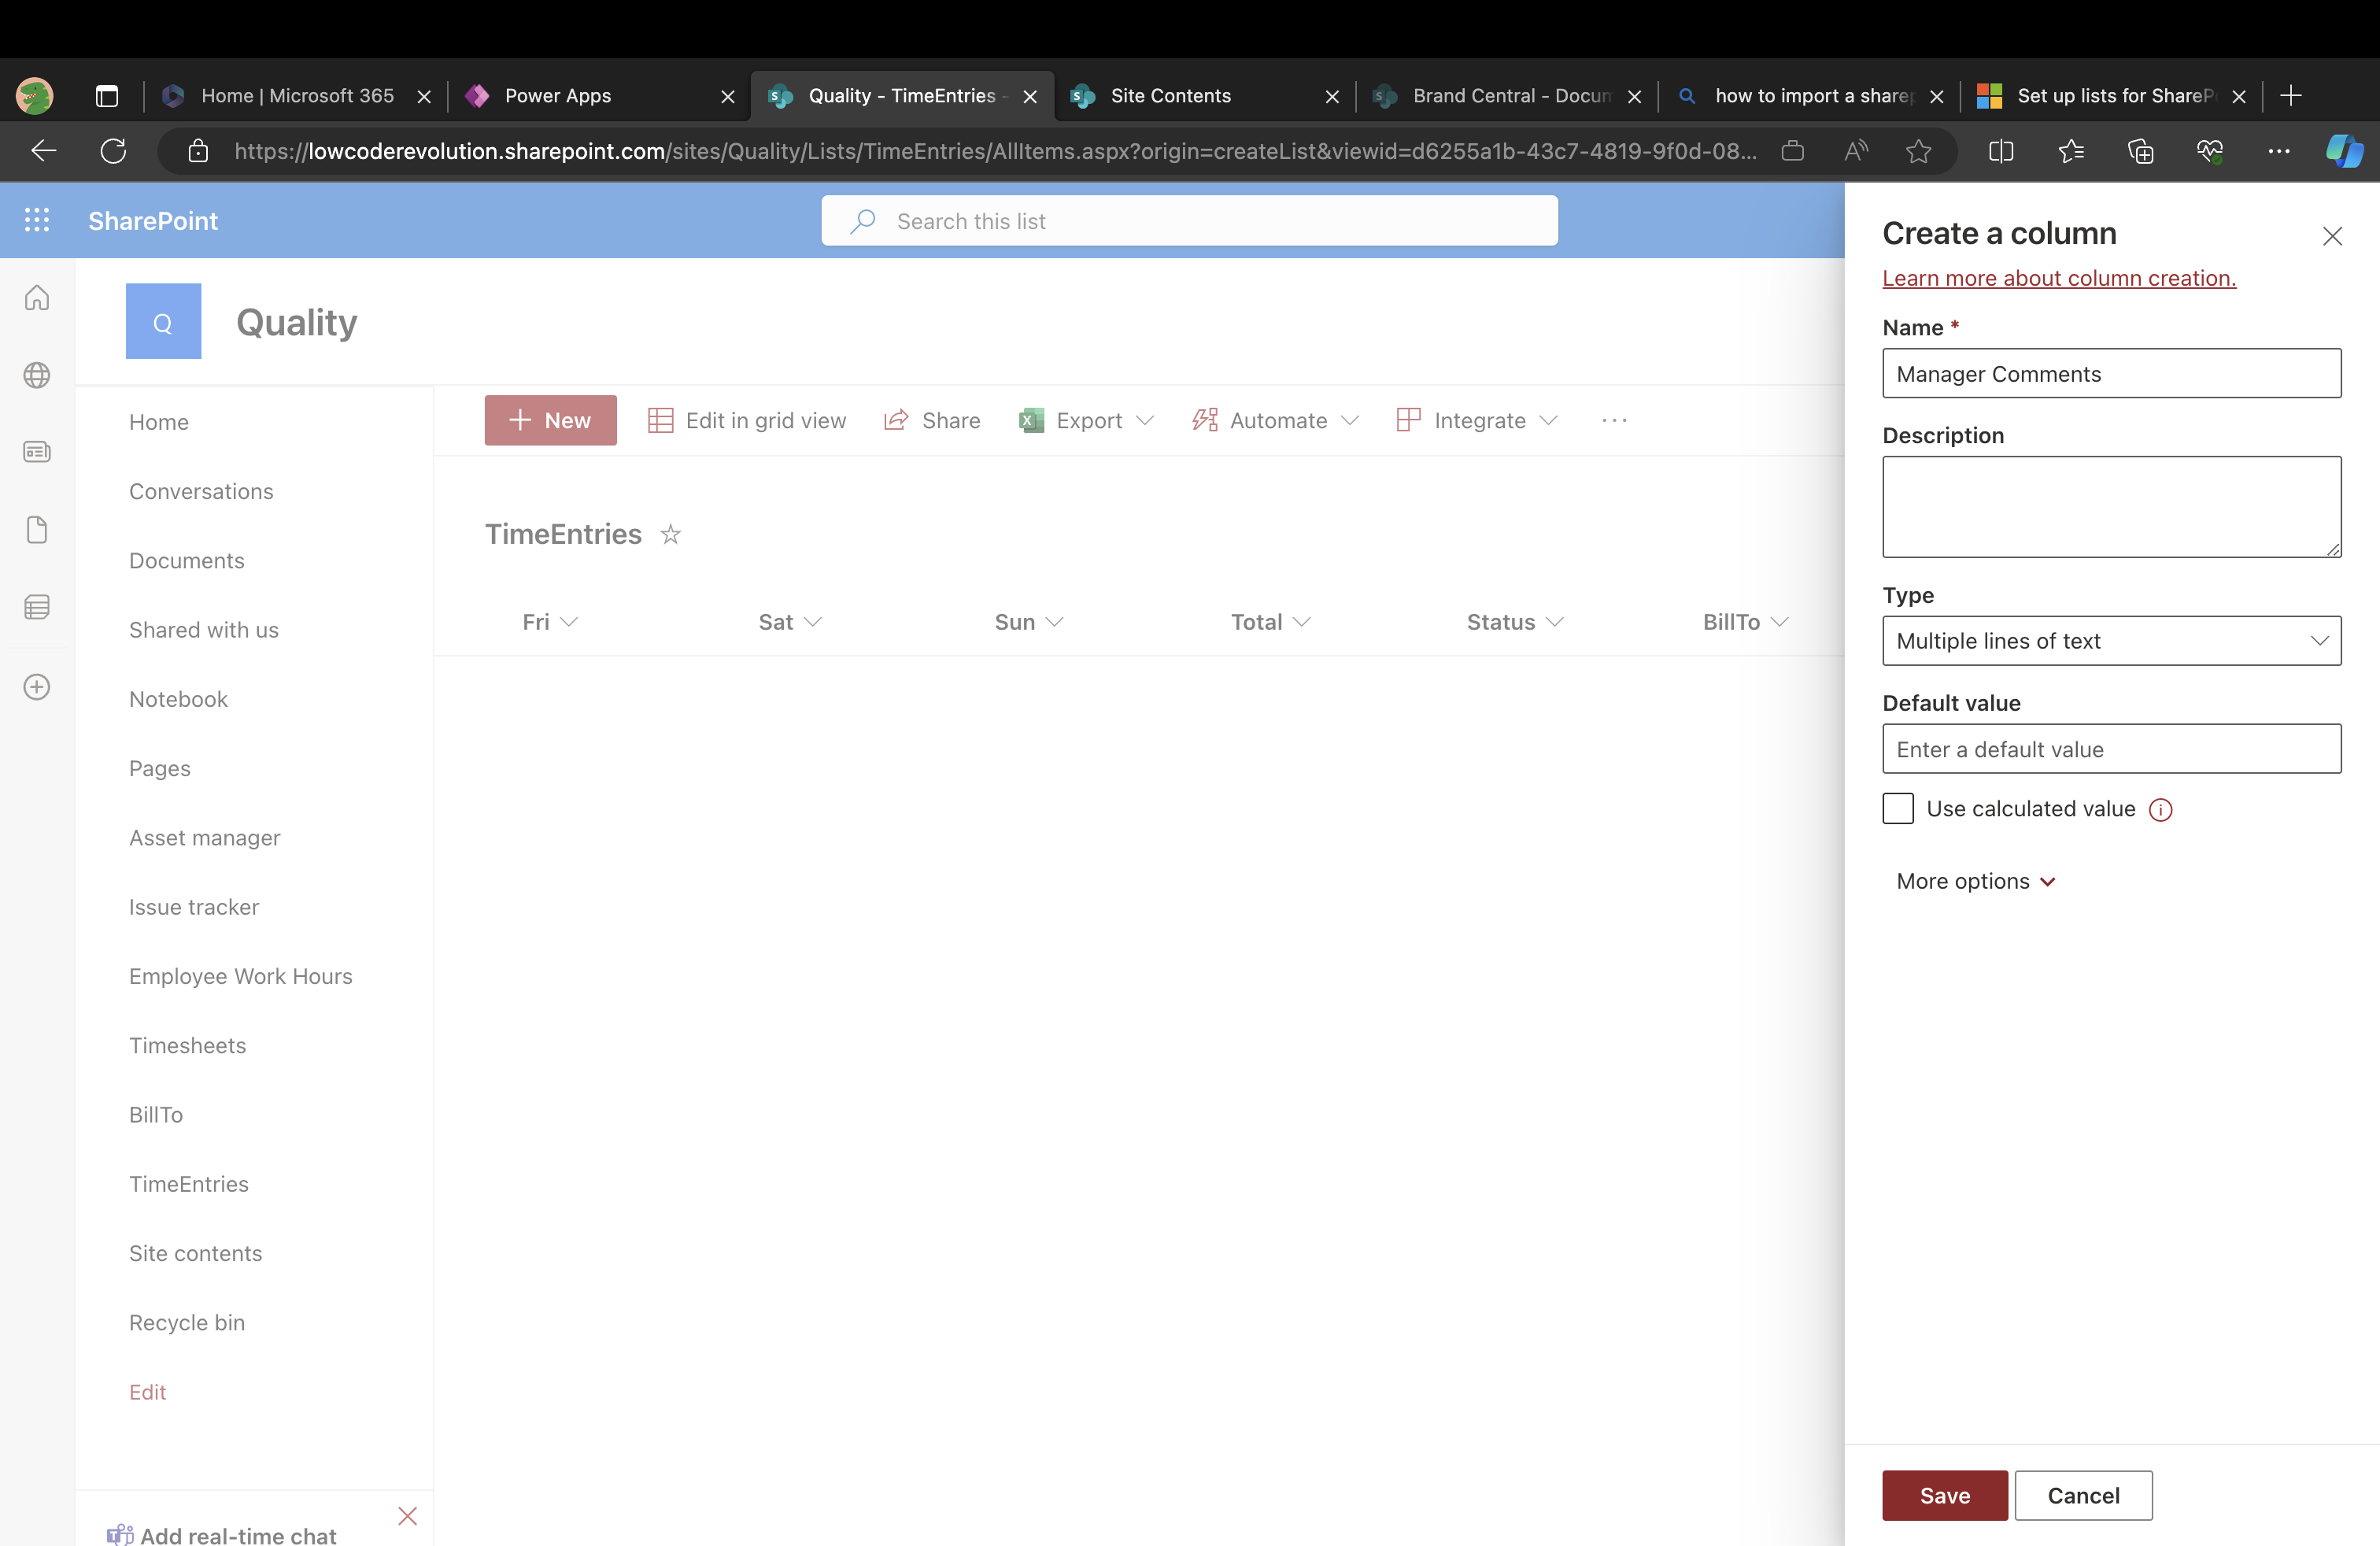 Home | Microsoft 365
Power Apps
Quality - TimeEntries -
Site Contents
Brand Central - Docum
how to import a sharep
Set up lists for ShareP
https://lowcoderevolution.sharepoint.com/sites/Quality/Lists/TimeEntries/AllItems.aspx?origin=createList&viewid=d6255a1b-43c7-4819-9f0d-08...
SharePoint
Search this list
Q
Quality
Home
Conversations
Documents
Shared with us
Notebook
Pages
Asset manager
Issue tracker
Employee Work Hours
Timesheets
BillTo
TimeEntries
Site contents
Recycle bin
Edit
Add real-time chat
New
Edit in grid view
Share
Export
Automate
Integrate
TimeEntries
Fri
Sat
Sun
Total
Status
BillTo
Create a column
Learn more about column creation.
Name *
Manager Comments
Description
Type
Multiple lines of text
Default value
Enter a default value
Use calculated value
More options
Save
Cancel